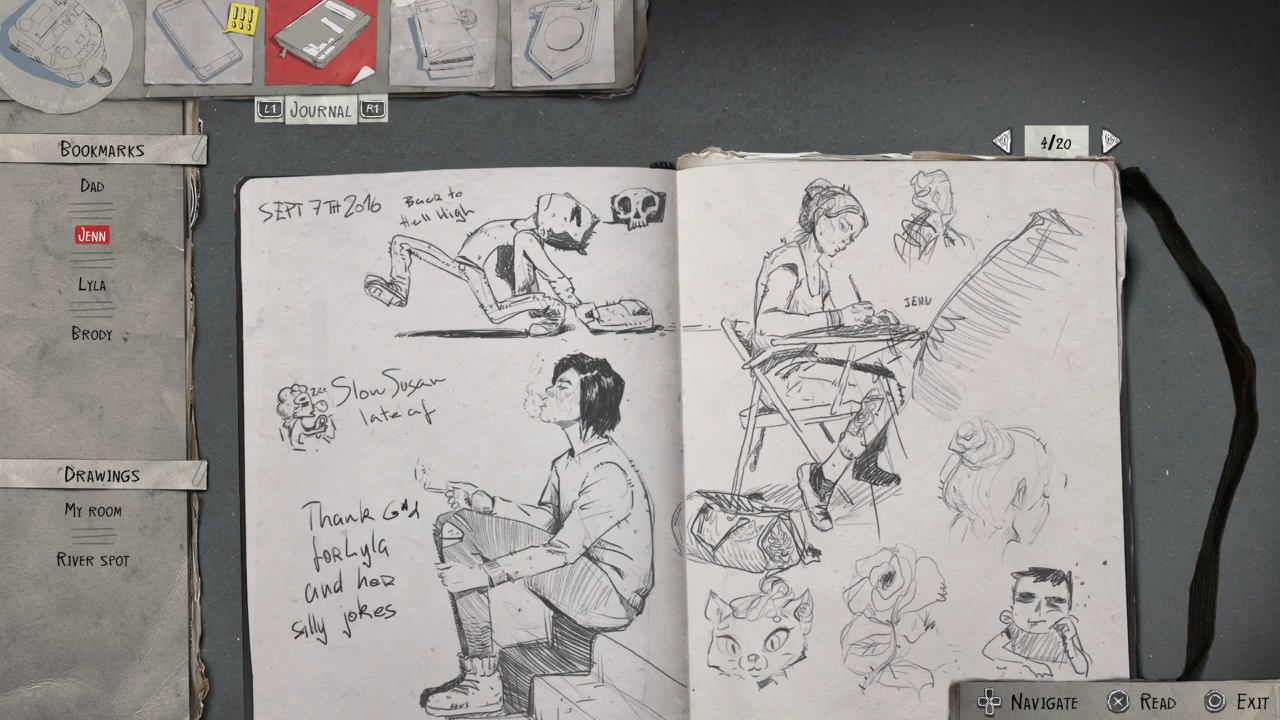 L1 JOURNAL R1
4/20
BOOKMARKS
DAD
JENN
LYLA
BRODY
DRAWINGS
MY ROOM
RIVER SPOT
SEPT 7TH 2016
Back to
Hell High
Slow Susan
late af
Thank G*d
for Lyla
and her
silly jokes
JENN
NAVIGATE
READ
EXIT